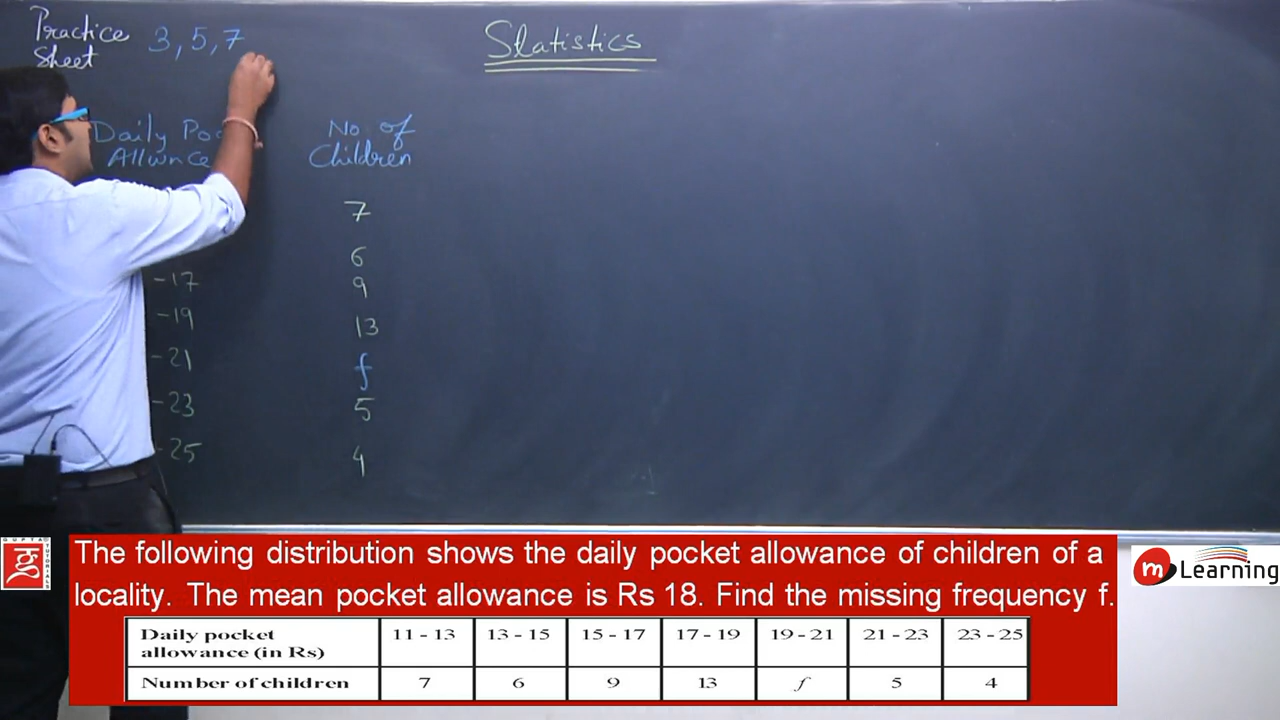 Practice 3, 5, 7
Sheet
Statistics
Daily Poc No. of
Allwnce Children
7
6
-17 9
-19 13
-21 f
-23 5
-25 4
The following distribution shows the daily pocket allowance of children of a
locality. The mean pocket allowance is Rs 18. Find the missing frequency f.
Daily pocket allowance (in Rs) 11 - 13 13 - 15 15 - 17 17 - 19 19 - 21 21 - 23 23 - 25
Number of children 7 6 9 13 f 5 4
GUPTA TUTORIALS
m Learning